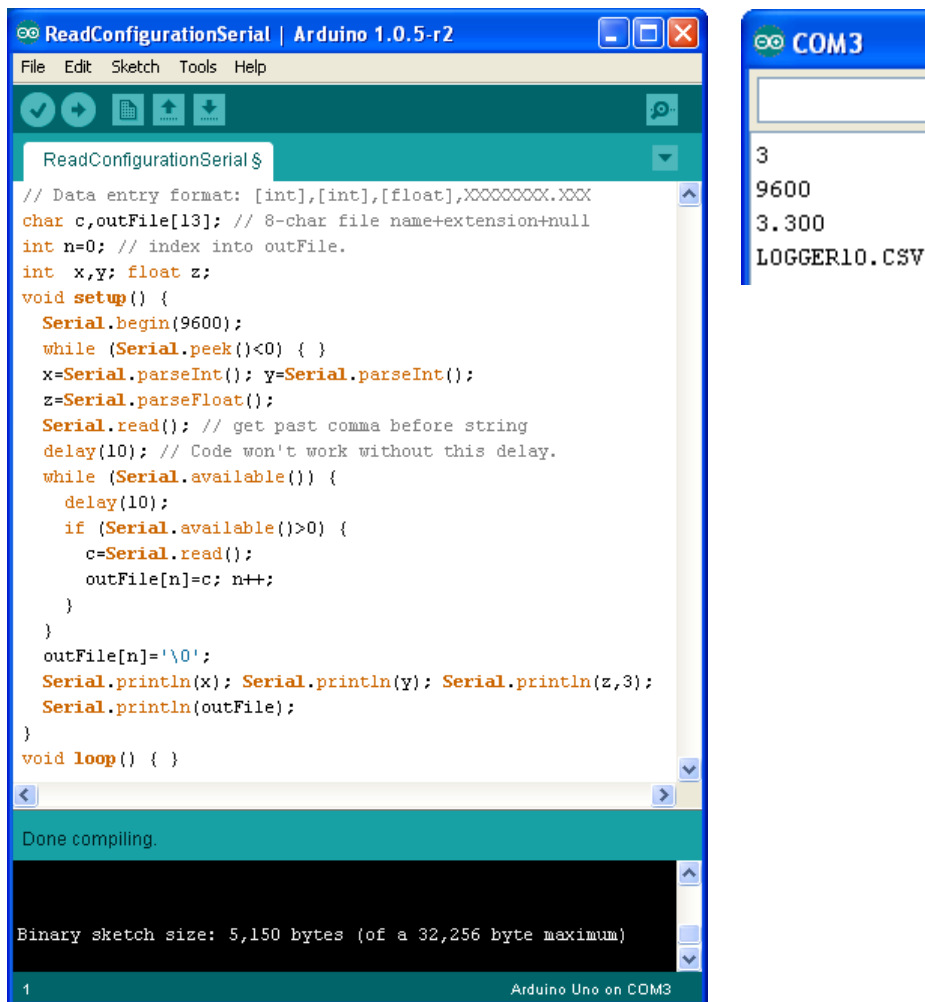 ReadConfigurationSerial | Arduino 1.0.5-r2
File Edit Sketch Tools Help
ReadConfigurationSerial §
// Data entry format: [int],[int],[float],XXXXXXXX.XXX
char c,outFile[13]; // 8-char file name+extension+null
int n=0; // index into outFile.
int  x,y; float z;
void setup() {
  Serial.begin(9600);
  while (Serial.peek()<0) { }
  x=Serial.parseInt(); y=Serial.parseInt();
  z=Serial.parseFloat();
  Serial.read(); // get past comma before string
  delay(10); // Code won't work without this delay.
  while (Serial.available()) {
    delay(10);
    if (Serial.available()>0) {
      c=Serial.read();
      outFile[n]=c; n++;
    }
  }
  outFile[n]='\0';
  Serial.println(x); Serial.println(y); Serial.println(z,3);
  Serial.println(outFile);
}
void loop() { }
Done compiling.
Binary sketch size: 5,150 bytes (of a 32,256 byte maximum)
1
Arduino Uno on COM3
COM3
3
9600
3.300
LOGGER10.CSV